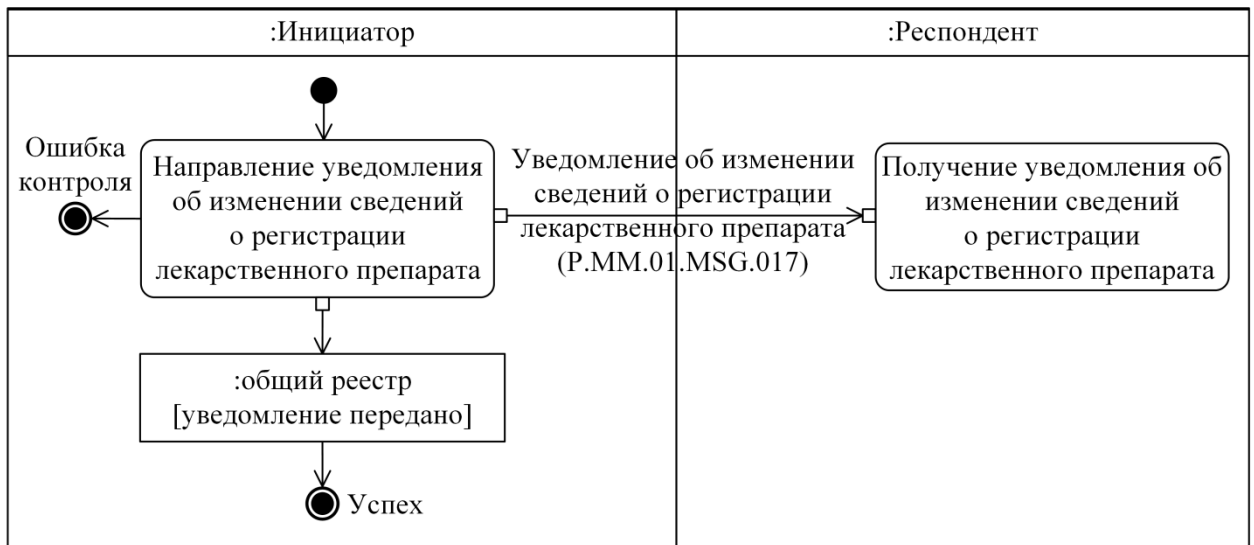 :Инициатор
:Респондент
Ошибка
контроля
Направление уведомления
об изменении сведений
о регистрации
лекарственного препарата
Уведомление об изменении
сведений о регистрации
лекарственного препарата
(P.MM.01.MSG.017)
Получение уведомления об
изменении сведений
о регистрации
лекарственного препарата
:общий реестр
[уведомление передано]
Успех